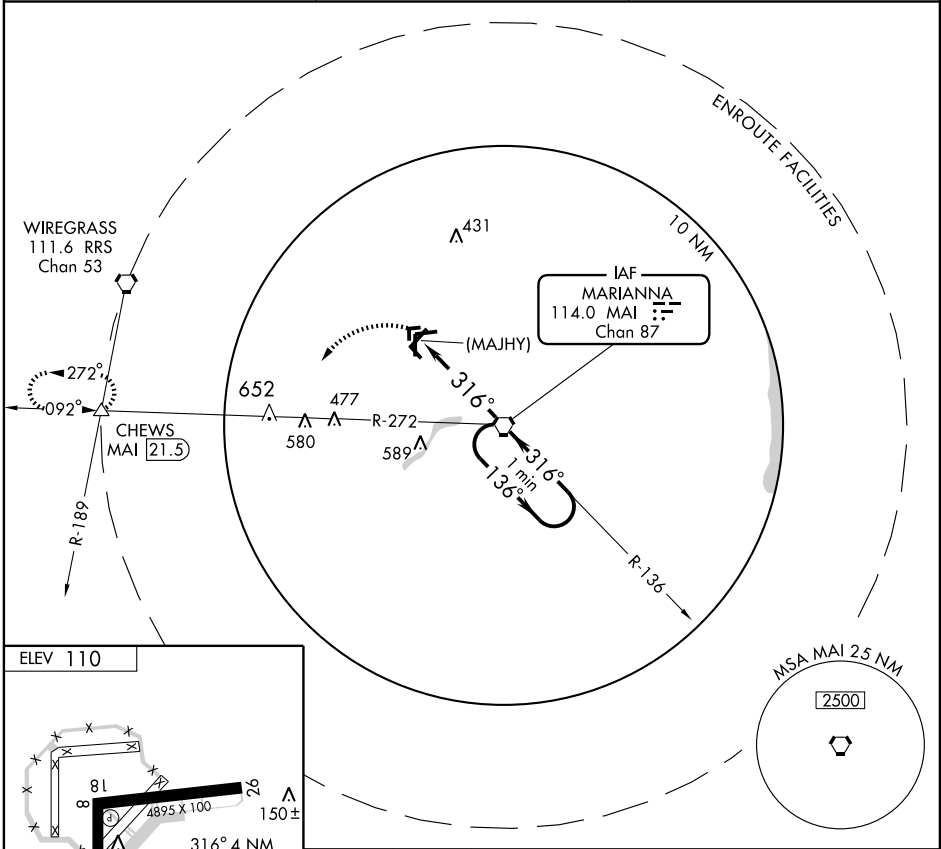 ENROUTE FACILITIES
10 NM
431
WIREGRASS
111.6 RRS
Chan 53
IAF
MARIANNA
114.0 MAI
Chan 87
(MAJHY)
316°
272°
092°
CHEWS
MAI 21.5
652
580
477
R-272
589
316°
1 min
136°
R-189
R-136
ELEV 110
18
8
26
4895 X 100
P
150±
316° 4 NM
X
X
X
X
X
X
X
X
X
X
X
MSA MAI 25 NM
2500